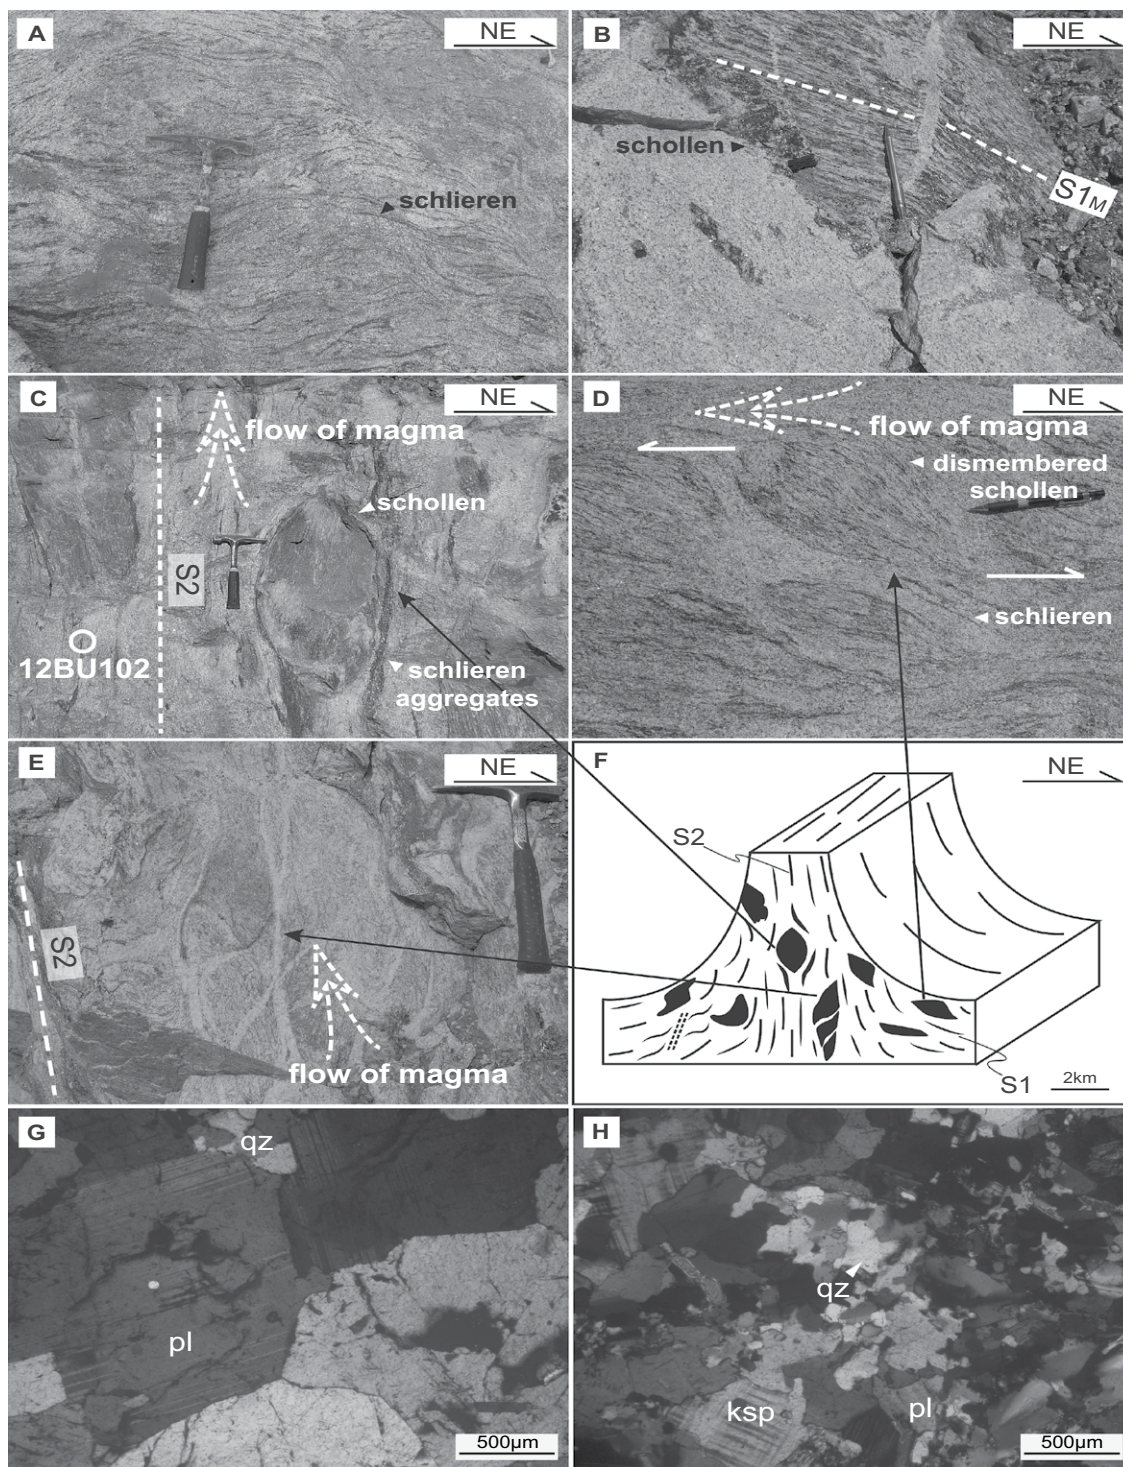 A
NE
schlieren
B
NE
schollen
S1M
C
NE
flow of magma
schollen
S2
12BU102
schlieren
aggregates
D
NE
flow of magma
dismembered
schollen
schlieren
E
NE
S2
flow of magma
F
NE
S2
S1
2km
G
qz
pl
500µm
H
qz
ksp
pl
500µm